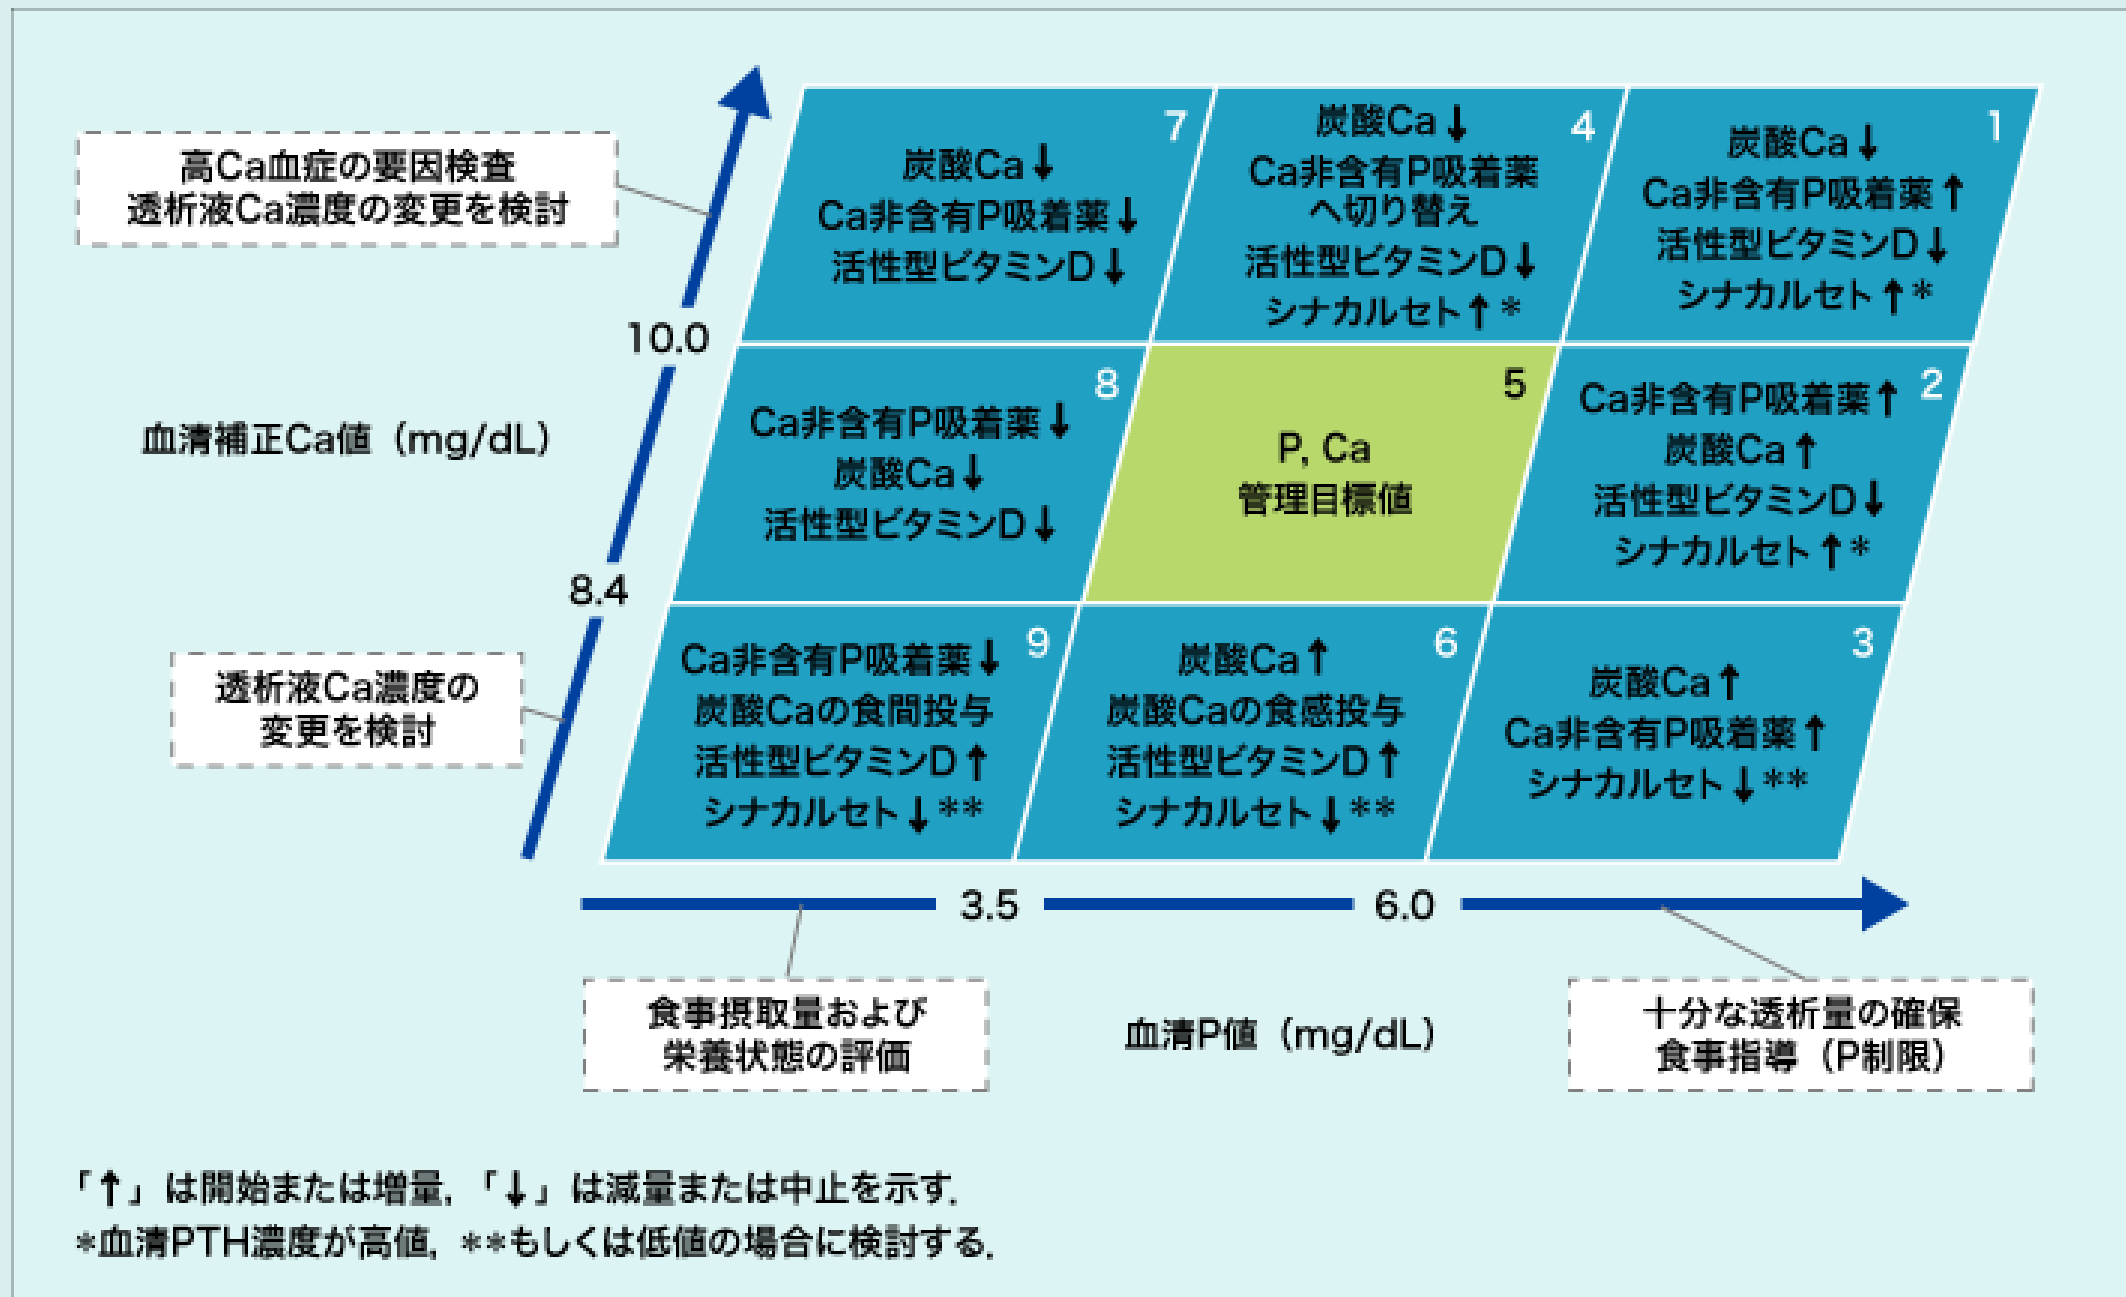 高Ca血症の要因検査
透析液Ca濃度の変更を検討
10.0
血清補正Ca値（mg/dL）
8.4
透析液Ca濃度の
変更を検討
7
炭酸Ca↓
Ca非含有P吸着薬↓
活性型ビタミンD↓
4
炭酸Ca↓
Ca非含有P吸着薬
へ切り替え
活性型ビタミンD↓
シナカルセト↑*
1
炭酸Ca↓
Ca非含有P吸着薬↑
活性型ビタミンD↓
シナカルセト↑*
8
Ca非含有P吸着薬↓
炭酸Ca↓
活性型ビタミンD↓
5
P, Ca
管理目標値
2
Ca非含有P吸着薬↑
炭酸Ca↑
活性型ビタミンD↓
シナカルセト↑*
9
Ca非含有P吸着薬↓
炭酸Caの食間投与
活性型ビタミンD↑
シナカルセト↓**
6
炭酸Ca↑
炭酸Caの食感投与
活性型ビタミンD↑
シナカルセト↓**
3
炭酸Ca↑
Ca非含有P吸着薬↑
シナカルセト↓**
3.5
6.0
食事摂取量および
栄養状態の評価
血清P値（mg/dL）
十分な透析量の確保
食事指導（P制限）
「↑」は開始または増量,「↓」は減量または中止を示す.
*血清PTH濃度が高値, **もしくは低値の場合に検討する.